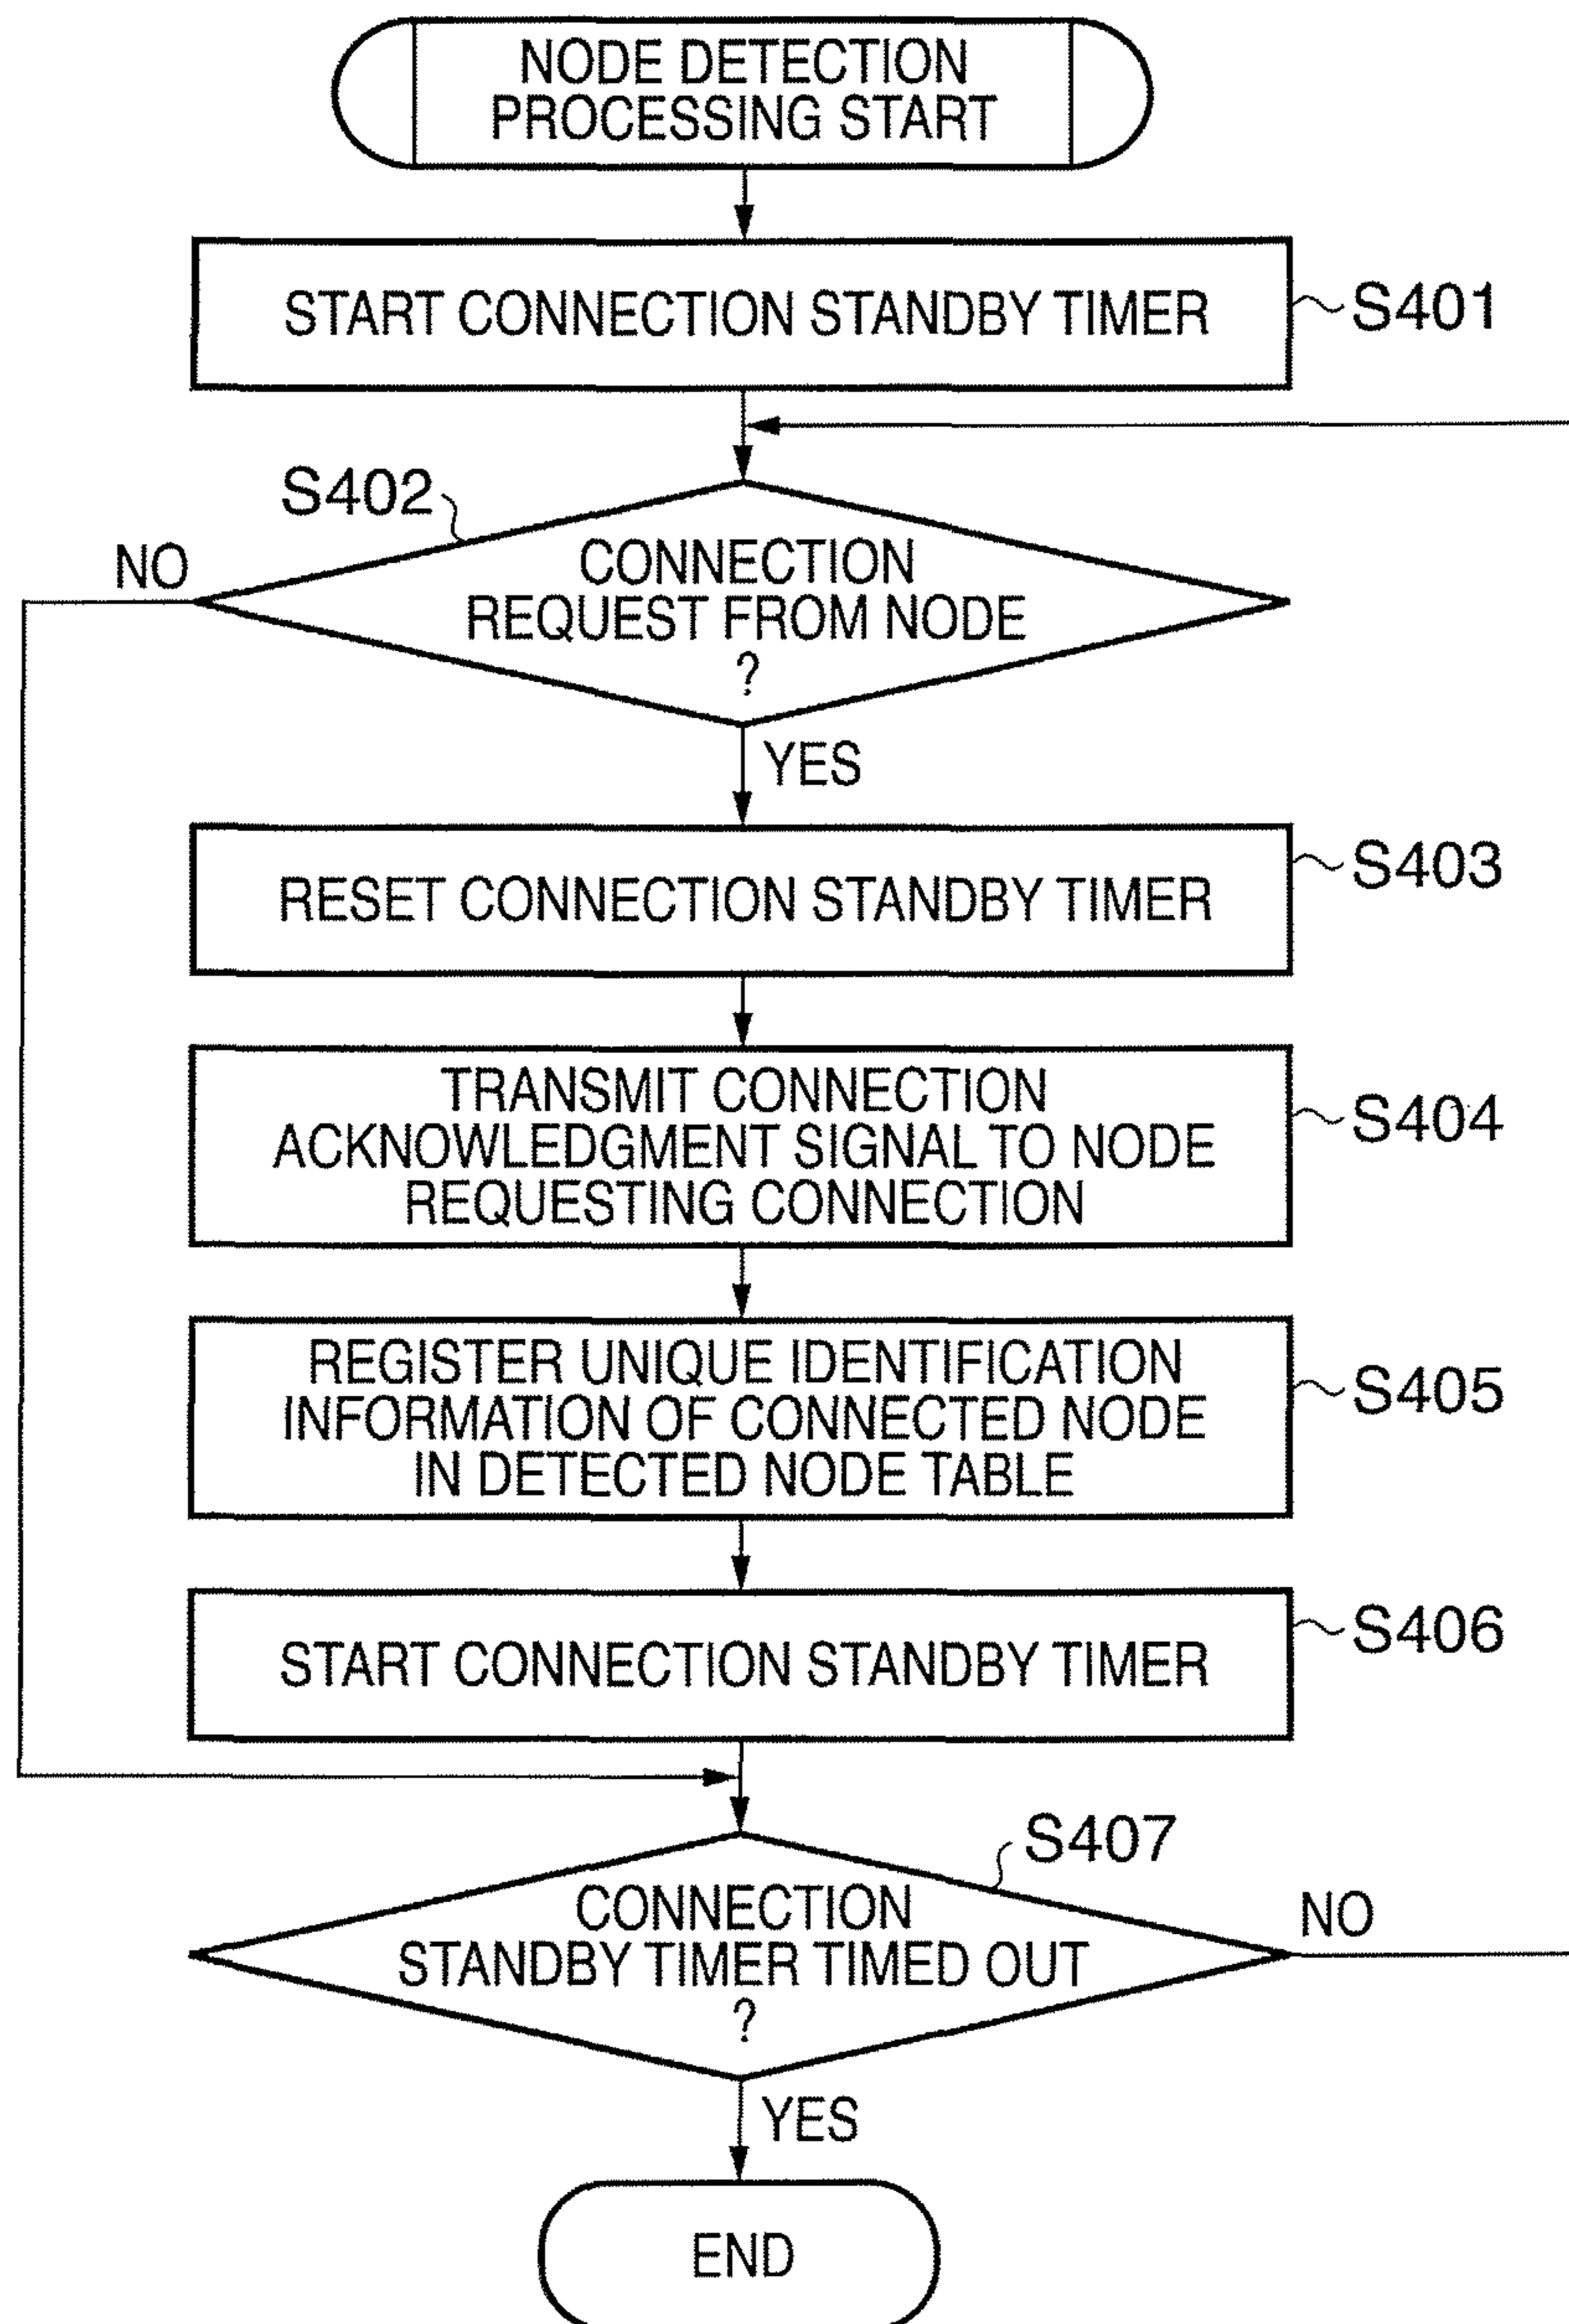 NODE DETECTION
PROCESSING START
START CONNECTION STANDBY TIMER
S401
S402
NO
CONNECTION
REQUEST FROM NODE
?
YES
RESET CONNECTION STANDBY TIMER
S403
TRANSMIT CONNECTION
ACKNOWLEDGMENT SIGNAL TO NODE
REQUESTING CONNECTION
S404
REGISTER UNIQUE IDENTIFICATION
INFORMATION OF CONNECTED NODE
IN DETECTED NODE TABLE
S405
START CONNECTION STANDBY TIMER
S406
S407
CONNECTION
STANDBY TIMER TIMED OUT
?
NO
YES
END